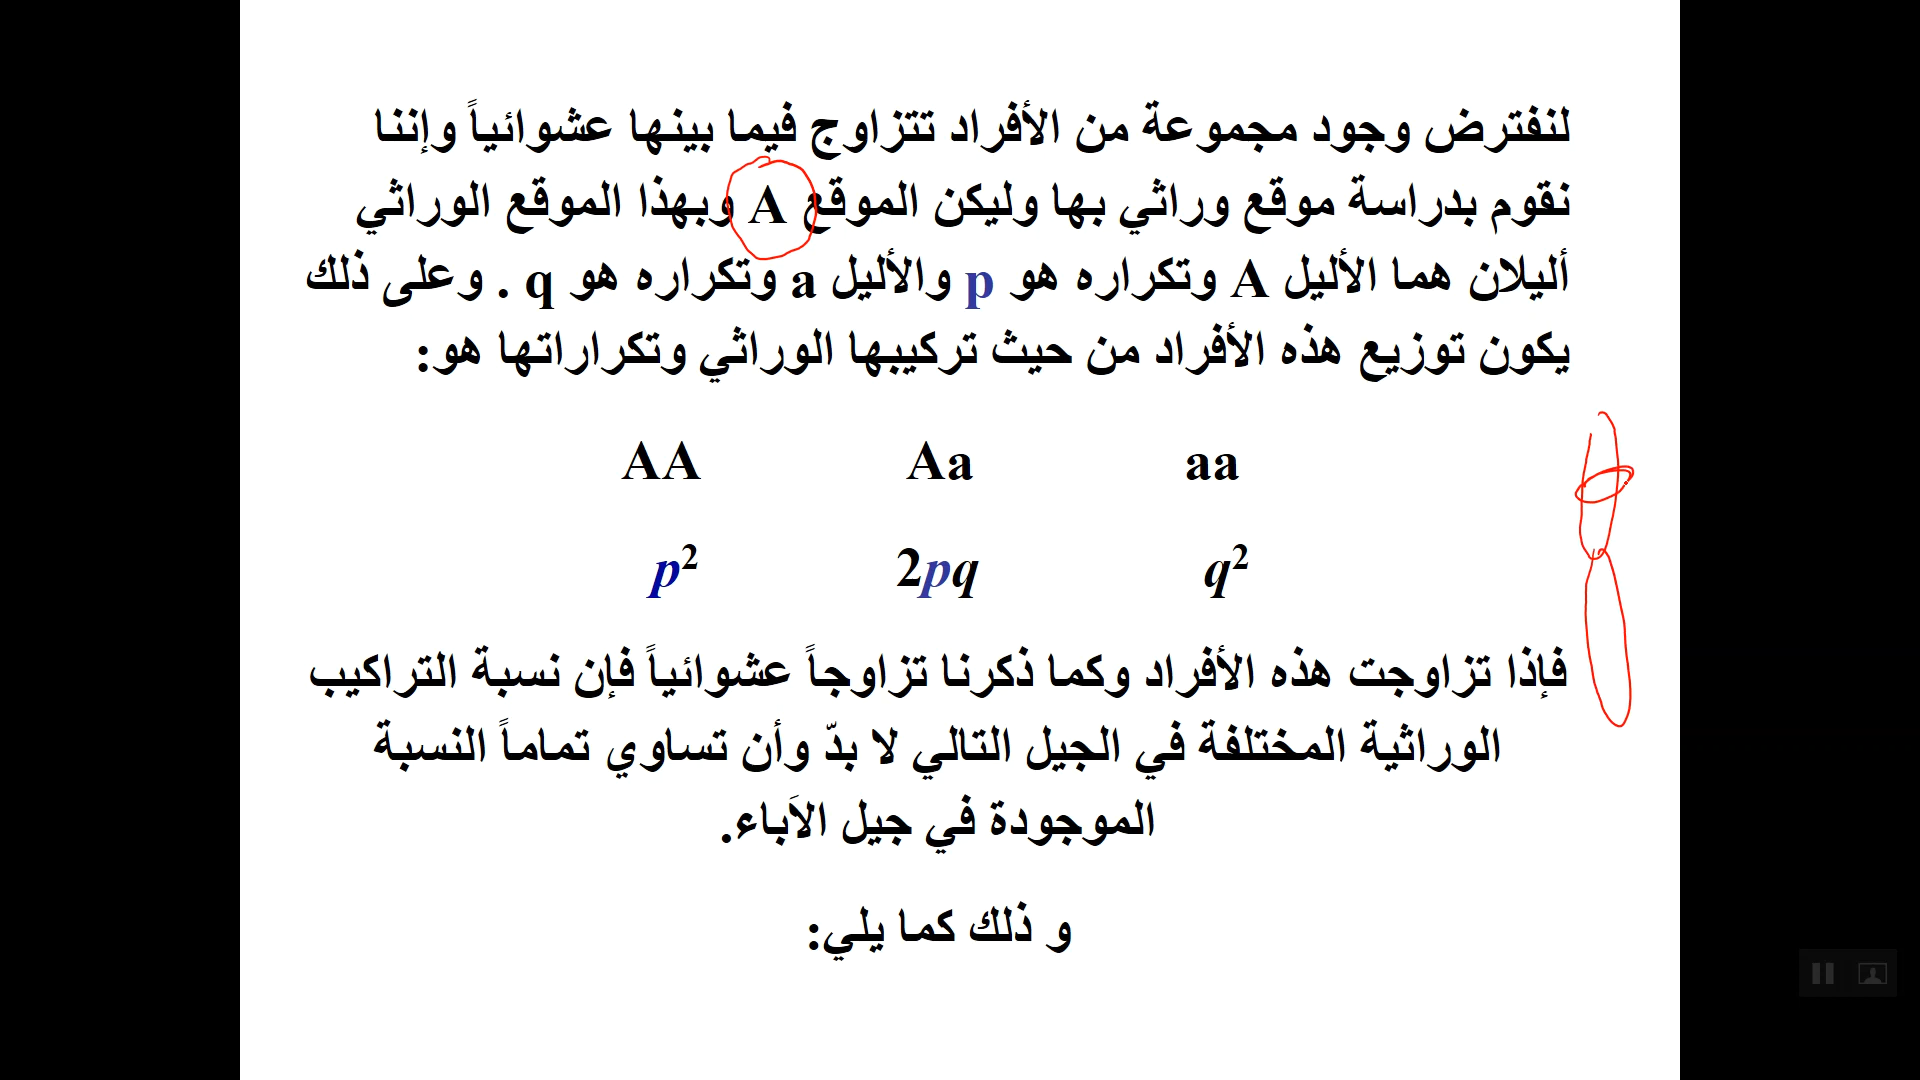 لنفترض وجود مجموعة من الأفراد تتزاوج فيما بينها عشوائياً وإننا
نقوم بدراسة موقع وراثي بها وليكن الموقع A وبهذا الموقع الوراثي
أليلان هما الأليل A وتكراره هو p والأليل a وتكراره هو q . وعلى ذلك
يكون توزيع هذه الأفراد من حيث تركيبها الوراثي وتكراراتها هو:
AA Aa aa
p² 2pq q²
فإذا تزاوجت هذه الأفراد وكما ذكرنا تزاوجاً عشوائياً فإن نسبة التراكيب
الوراثية المختلفة في الجيل التالي لا بدّ وأن تساوي تماماً النسبة
الموجودة في جيل الاَباء.
و ذلك كما يلي: